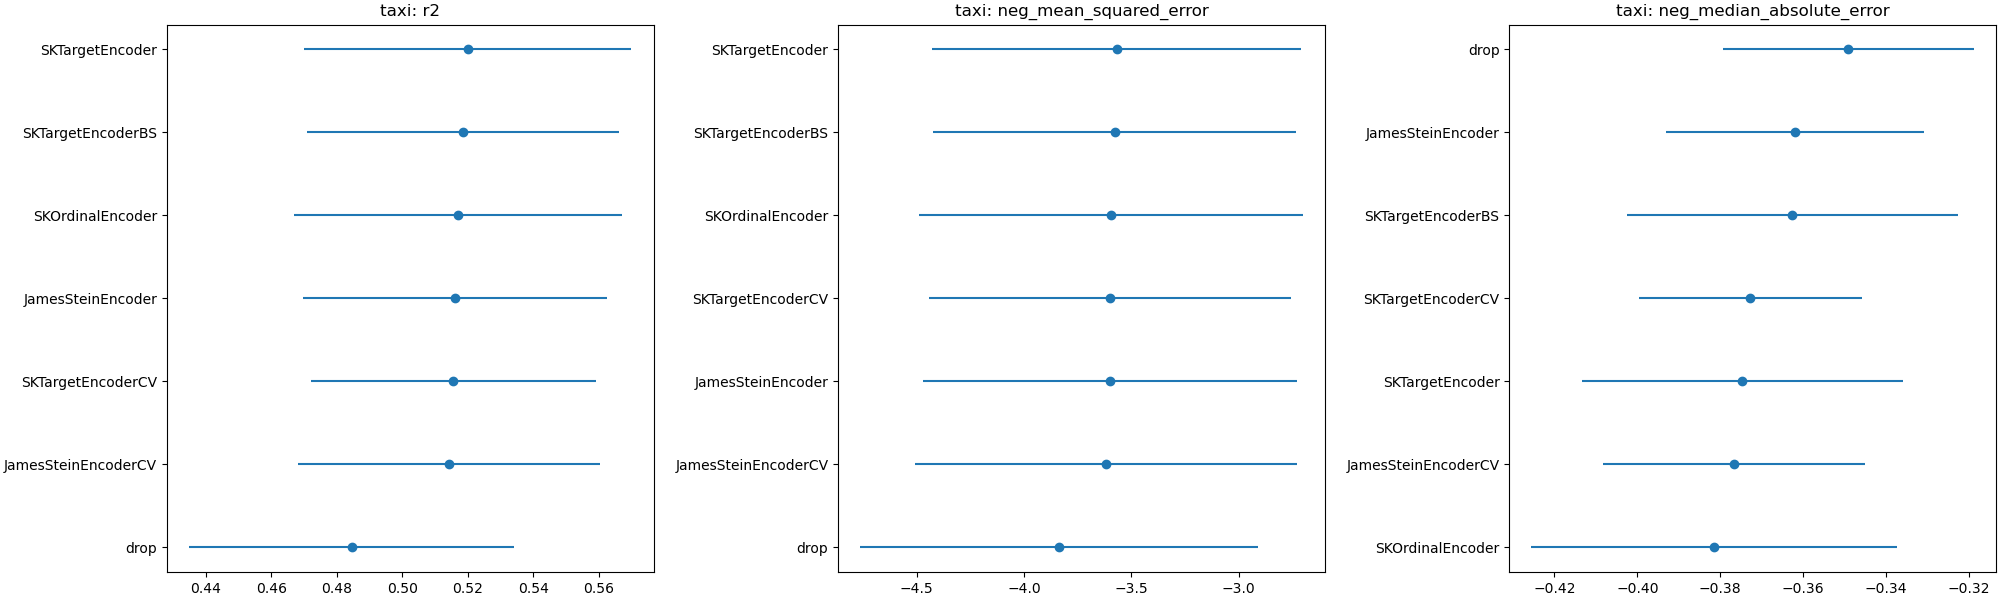 taxi: r2
SKTargetEncoder
SKTargetEncoderBS
SKOrdinalEncoder
JamesSteinEncoder
SKTargetEncoderCV
JamesSteinEncoderCV
drop
0.44 0.46 0.48 0.50 0.52 0.54 0.56
taxi: neg_mean_squared_error
SKTargetEncoder
SKTargetEncoderBS
SKOrdinalEncoder
SKTargetEncoderCV
JamesSteinEncoder
JamesSteinEncoderCV
drop
−4.5 −4.0 −3.5 −3.0
taxi: neg_median_absolute_error
drop
JamesSteinEncoder
SKTargetEncoderBS
SKTargetEncoderCV
SKTargetEncoder
JamesSteinEncoderCV
SKOrdinalEncoder
−0.42 −0.40 −0.38 −0.36 −0.34 −0.32